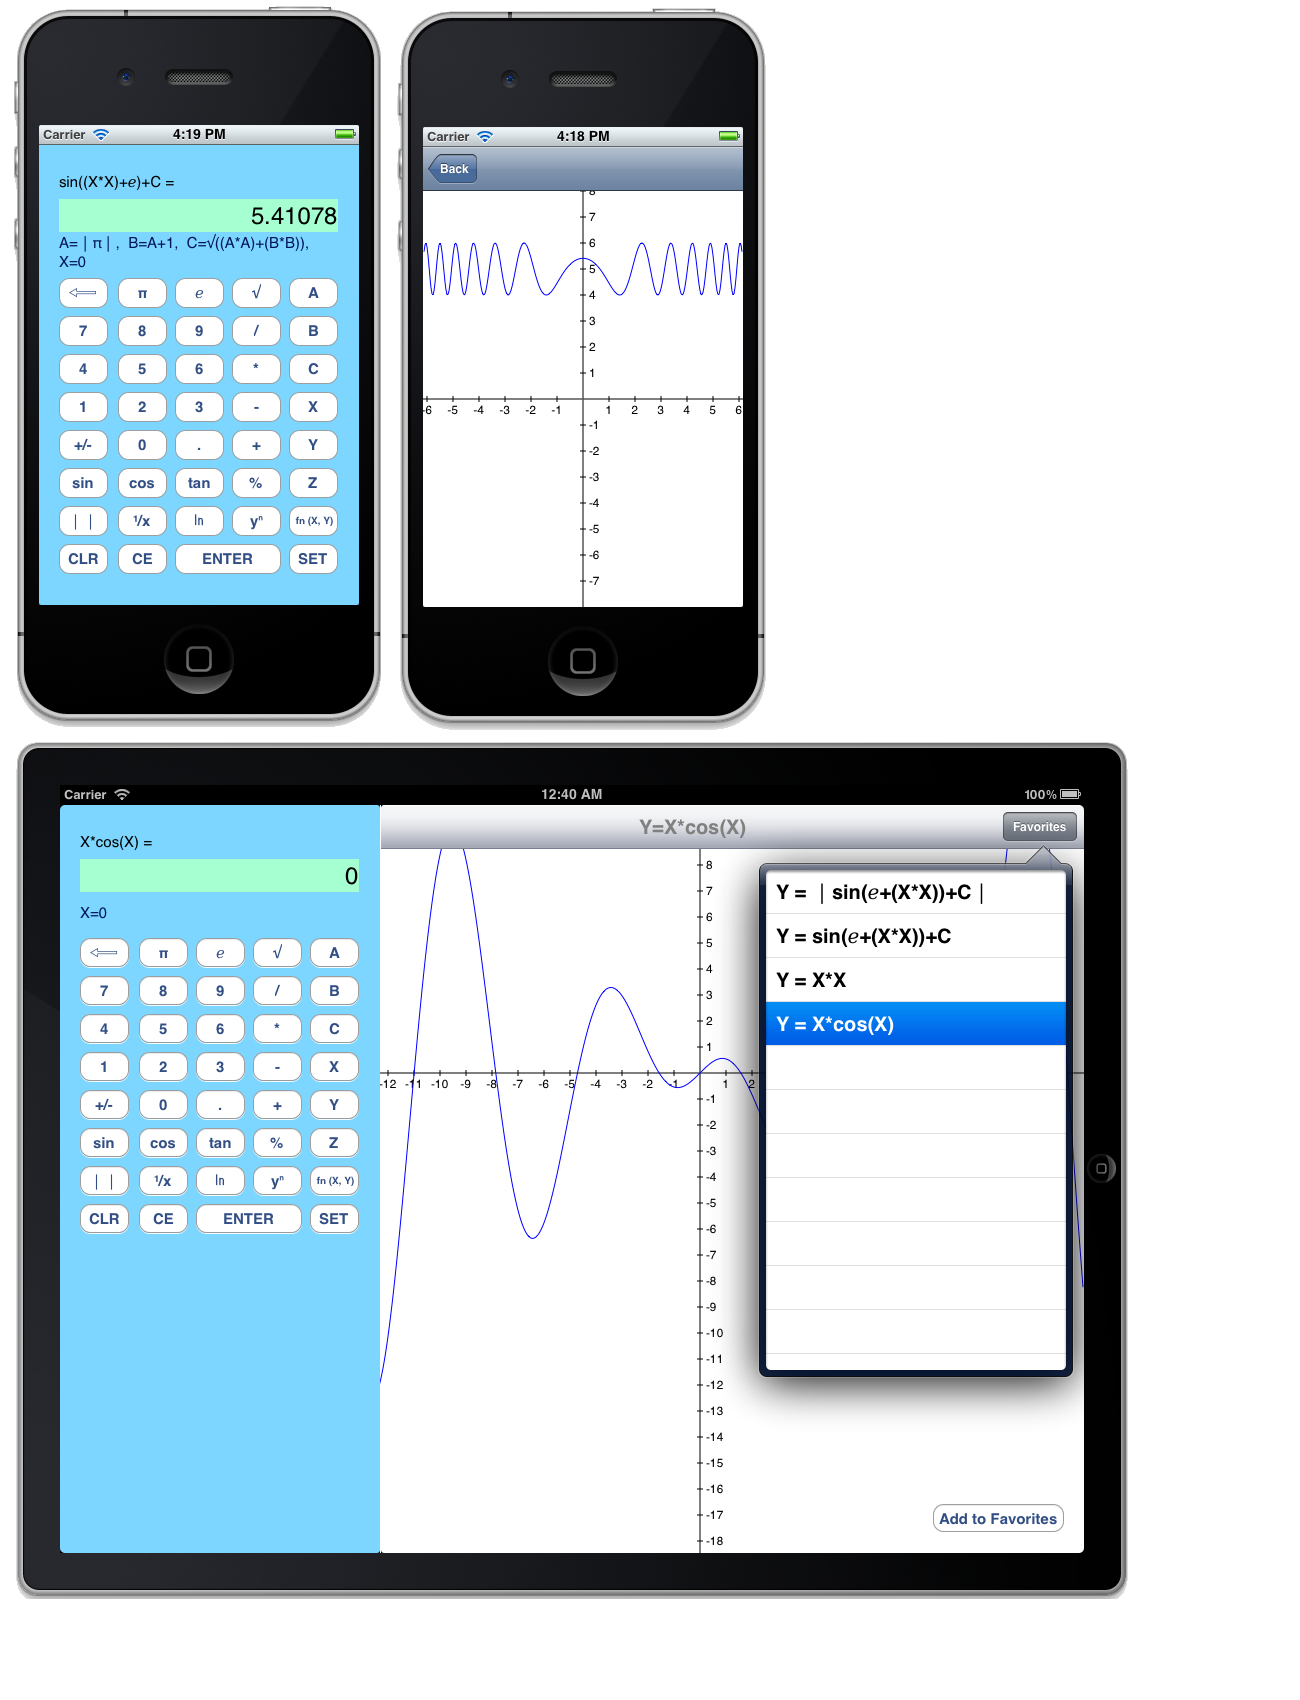 Carrier 4:19 PM
sin((X*X)+e)+C =
5.41078
A= | π | , B=A+1, C=√((A*A)+(B*B)),
X=0
π e √ A
7 8 9 / B
4 5 6 * C
1 2 3 - X
+/- 0 . + Y
sin cos tan % Z
| | 1/x ln yⁿ fn (X, Y)
CLR CE ENTER SET
Carrier 4:18 PM
Back
8
7
6
5
4
3
2
1
-6 -5 -4 -3 -2 -1 1 2 3 4 5 6
-1
-2
-3
-4
-5
-6
-7
Carrier 12:40 AM 100%
X*cos(X) =
0
X=0
π e √ A
7 8 9 / B
4 5 6 * C
1 2 3 - X
+/- 0 . + Y
sin cos tan % Z
| | 1/x ln yⁿ fn (X, Y)
CLR CE ENTER SET
Y=X*cos(X)
Favorites
8
7
6
5
4
3
2
1
-12 -11 -10 -9 -8 -7 -6 -5 -4 -3 -2 -1 1 2
-1
-2
-3
-4
-5
-6
-7
-8
-9
-10
-11
-12
-13
-14
-15
-16
-17
-18
Y = | sin(e+(X*X))+C |
Y = sin(e+(X*X))+C
Y = X*X
Y = X*cos(X)
Add to Favorites